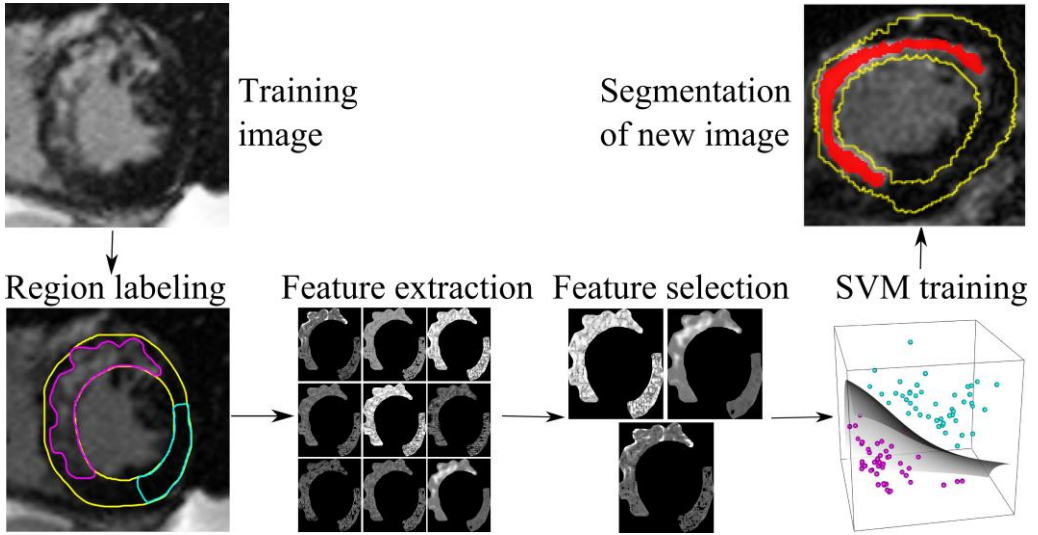 Training
image
Segmentation
of new image
Region labeling
Feature extraction
Feature selection
SVM training